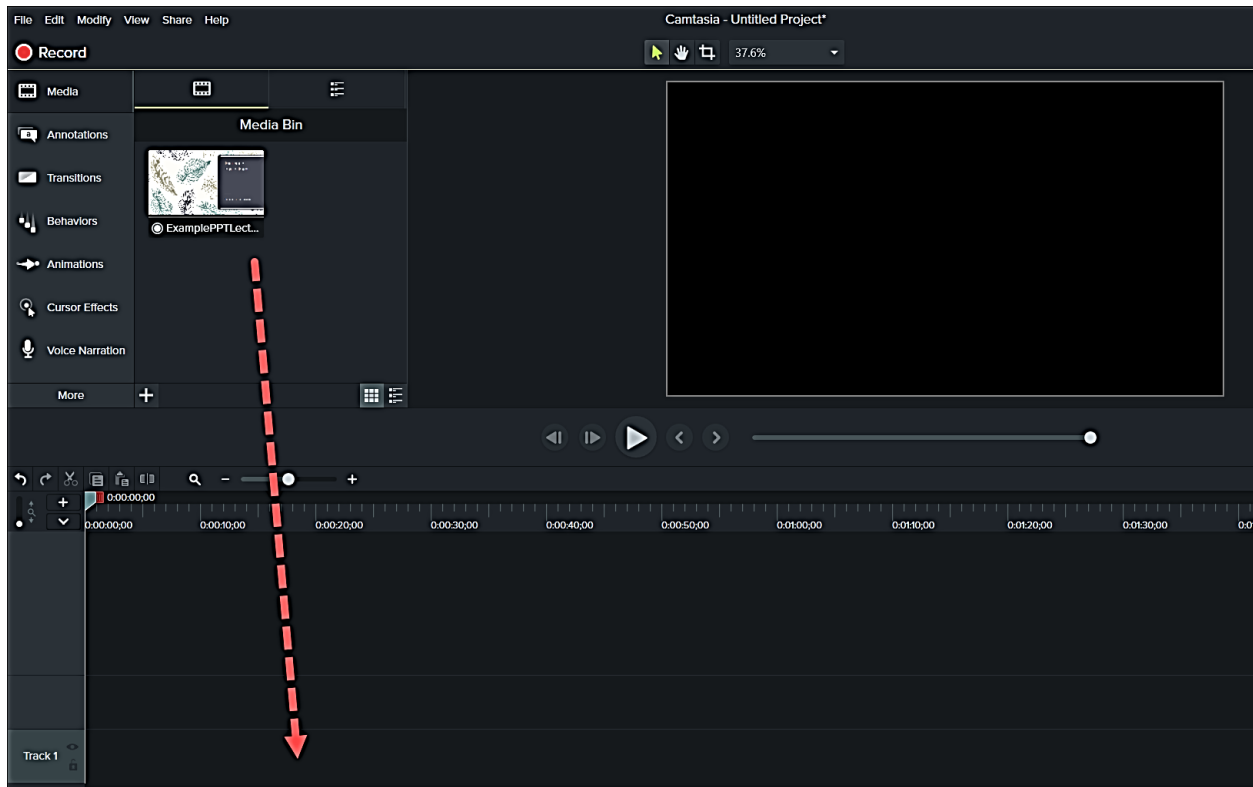 File Edit Modify View Share Help
Camtasia - Untitled Project*
Record
37.6%
Media
Media Bin
Annotations
Transitions
Behaviors
ExamplePPTLect...
Animations
Cursor Effects
Voice Narration
More
0:00:00;00
0:00:00;00 0:00:10;00 0:00:20;00 0:00:30;00 0:00:40;00 0:00:50;00 0:01:00;00 0:01:10;00 0:01:20;00 0:01:30;00
Track 1